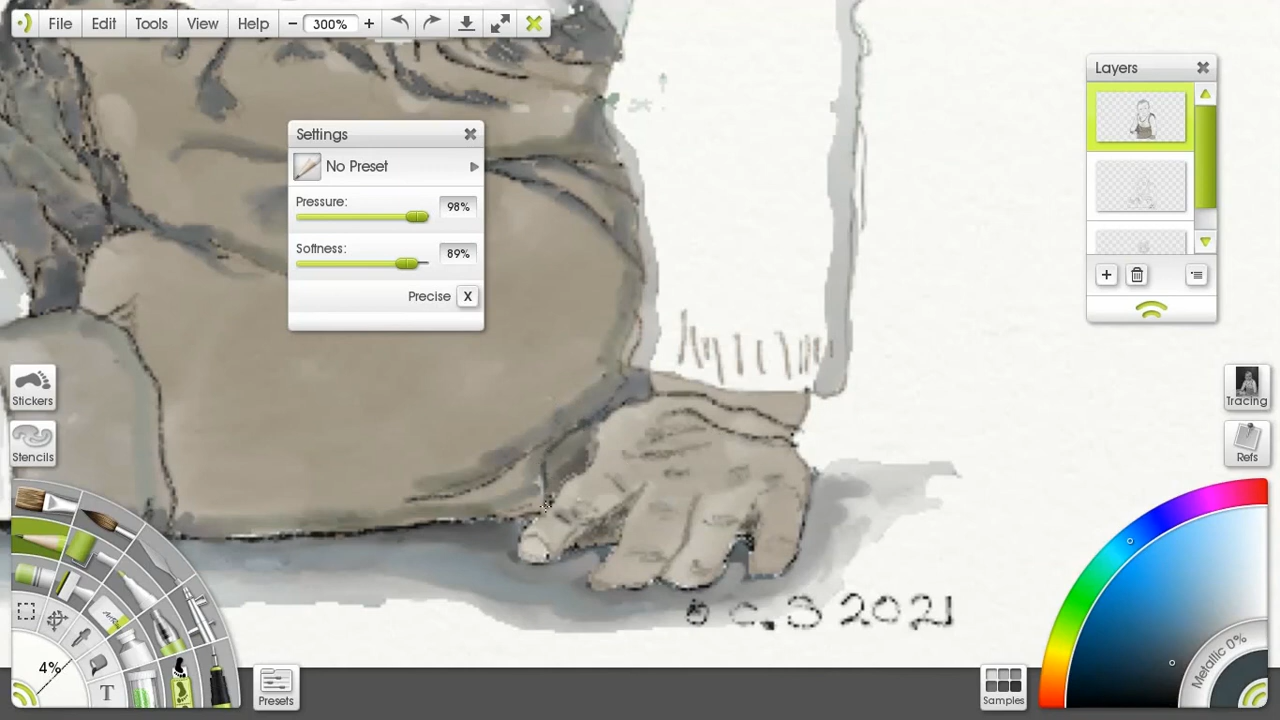 File Edit Tools View Help − 300% +
Layers
Settings
No Preset
Pressure: 98%
Softness: 89%
Precise X
Stickers
Stencils
Tracing
Refs
4%
T
Presets
Samples
Metallic 0%
© C.S 2021